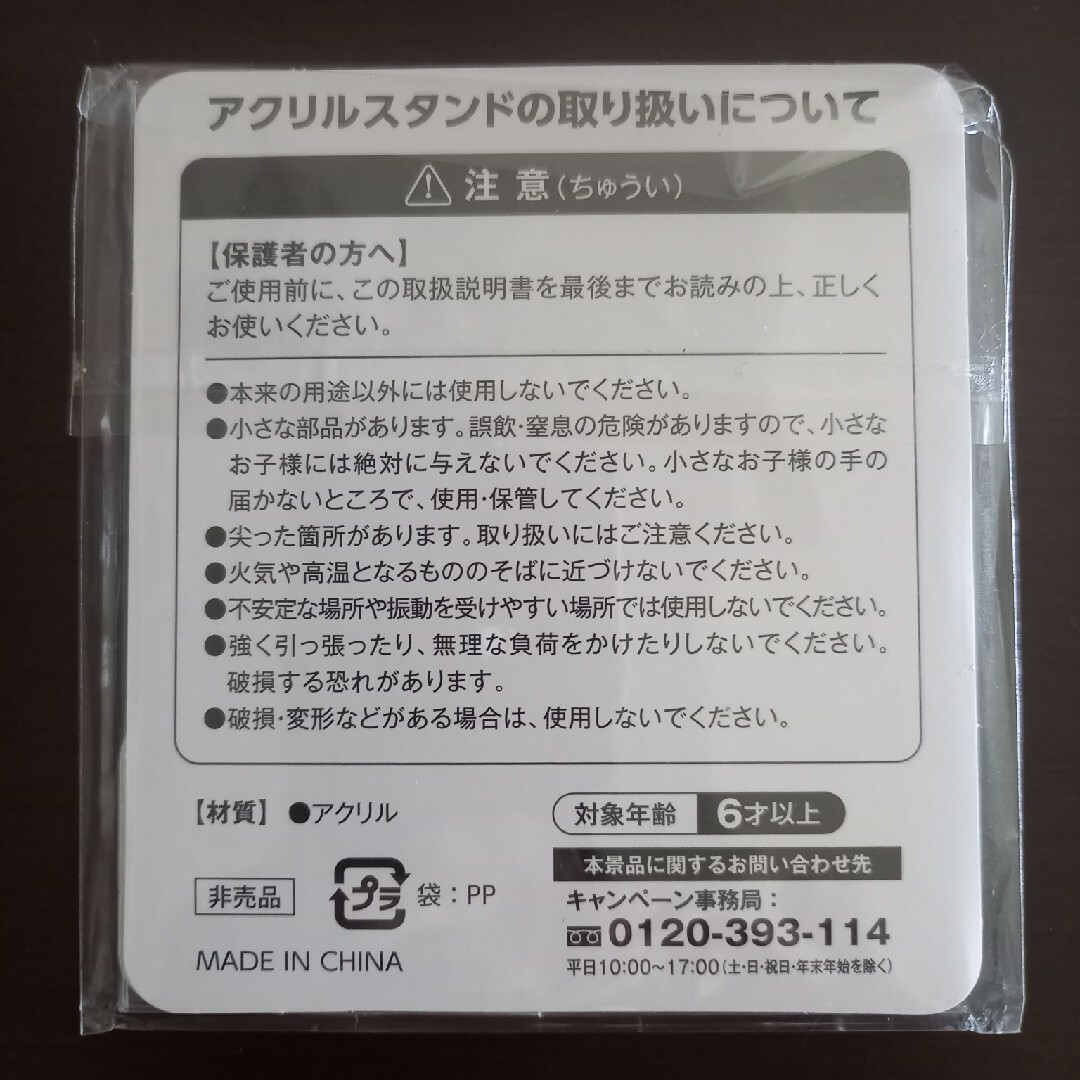 アクリルスタンドの取り扱いについて
注意(ちゅうい)
【保護者の方へ】
ご使用前に、この取扱説明書を最後までお読みの上、正しく
お使いください。
●本来の用途以外には使用しないでください。
●小さな部品があります。誤飲・窒息の危険がありますので、小さな
お子様には絶対に与えないでください。小さなお子様の手の
届かないところで、使用・保管してください。
●尖った箇所があります。取り扱いにはご注意ください。
●火気や高温となるもののそばに近づけないでください。
●不安定な場所や振動を受けやすい場所では使用しないでください。
●強く引っ張ったり、無理な負荷をかけたりしないでください。
破損する恐れがあります。
●破損・変形などがある場合は、使用しないでください。
【材質】●アクリル
対象年齢 6才以上
非売品
プラ 袋:PP
MADE IN CHINA
本景品に関するお問い合わせ先
キャンペーン事務局:
0120-393-114
平日10:00~17:00(土・日・祝日・年末年始を除く)